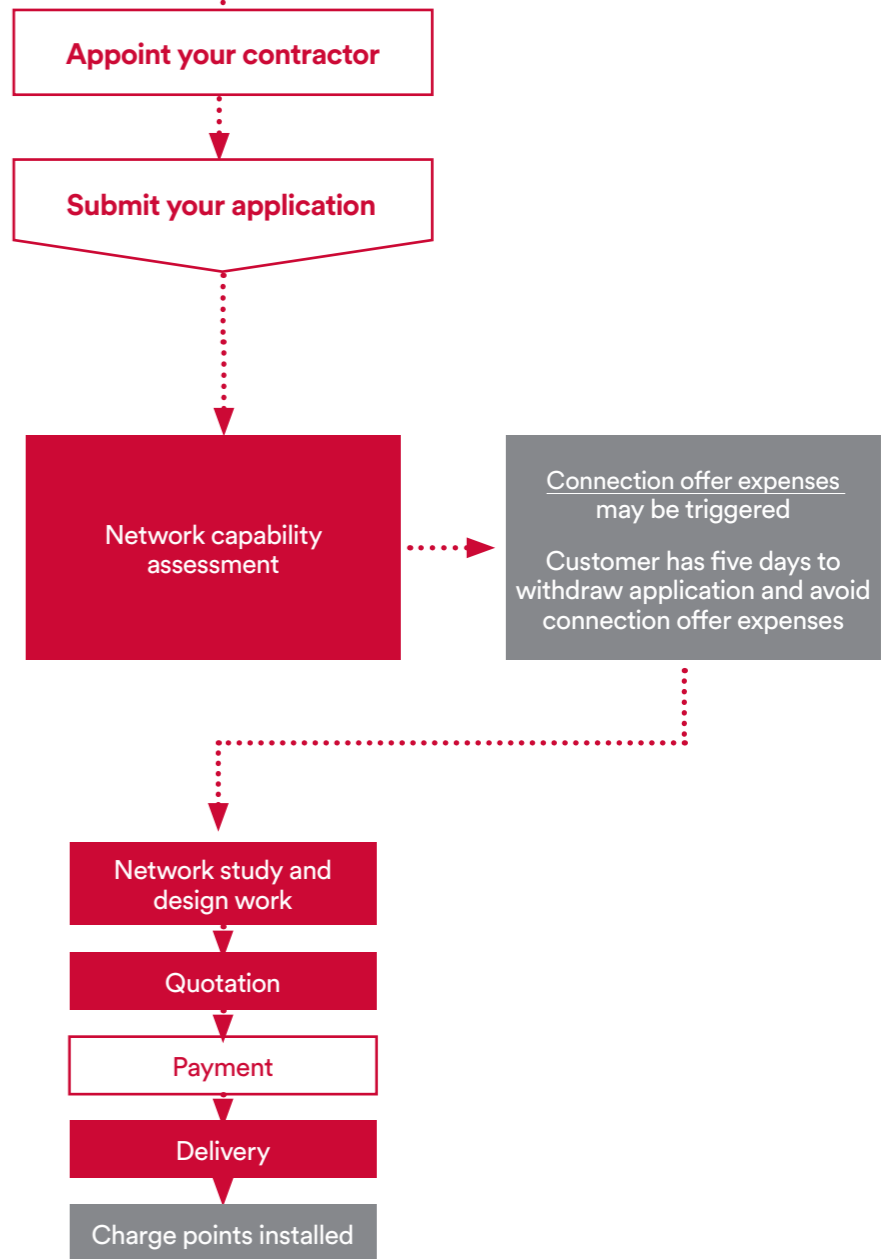 Appoint your contractor
Submit your application
Network capability
assessment
Connection offer expenses
may be triggered
Customer has five days to
withdraw application and avoid
connection offer expenses
Network study and
design work
Quotation
Payment
Delivery
Charge points installed